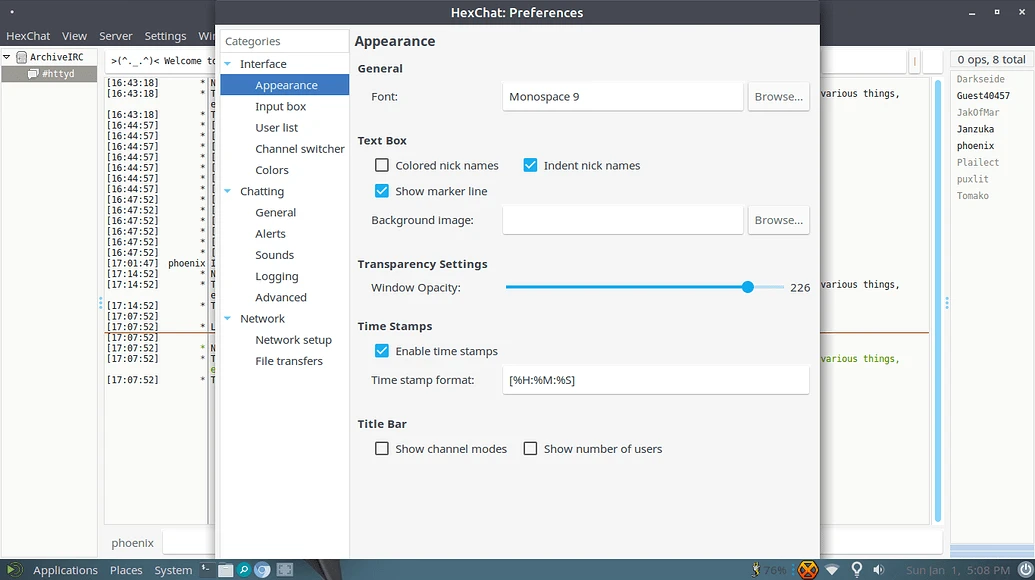 HexChat: Preferences
HexChat View Server Settings
ArchiveIRC
#httyd
>(^._.^)< Welcome
0 ops, 8 total
Darkseide
Guest40457
JakOfMar
Janzuka
phoenix
Plailect
puxlit
Tomako
[16:43:18] *
[16:43:18] *
[16:43:18] *
[16:44:57] *
[16:44:57] *
[16:44:57] *
[16:44:57] *
[16:44:57] *
[16:44:57] *
[16:44:57] *
[16:47:52] *
[16:47:52] *
[16:47:52] *
[16:47:52] *
[16:47:52] *
[16:47:52] *
[17:01:47] phoenix
[17:14:52] *
[17:14:52] *
[17:14:52] *
[17:07:52]
[17:07:52] *
[17:07:52]
[17:07:52] *
[17:07:52] *
[17:07:52] *
various things,
various things,
various things,
phoenix
Categories
Interface
Appearance
Input box
User list
Channel switcher
Colors
Chatting
General
Alerts
Sounds
Logging
Advanced
Network
Network setup
File transfers
Appearance
General
Font: Monospace 9 Browse...
Text Box
Colored nick names Indent nick names
Show marker line
Background image: Browse...
Transparency Settings
Window Opacity: 226
Time Stamps
Enable time stamps
Time stamp format: [%H:%M:%S]
Title Bar
Show channel modes Show number of users
Applications Places System 76% Sun Jan 1, 5:08 PM